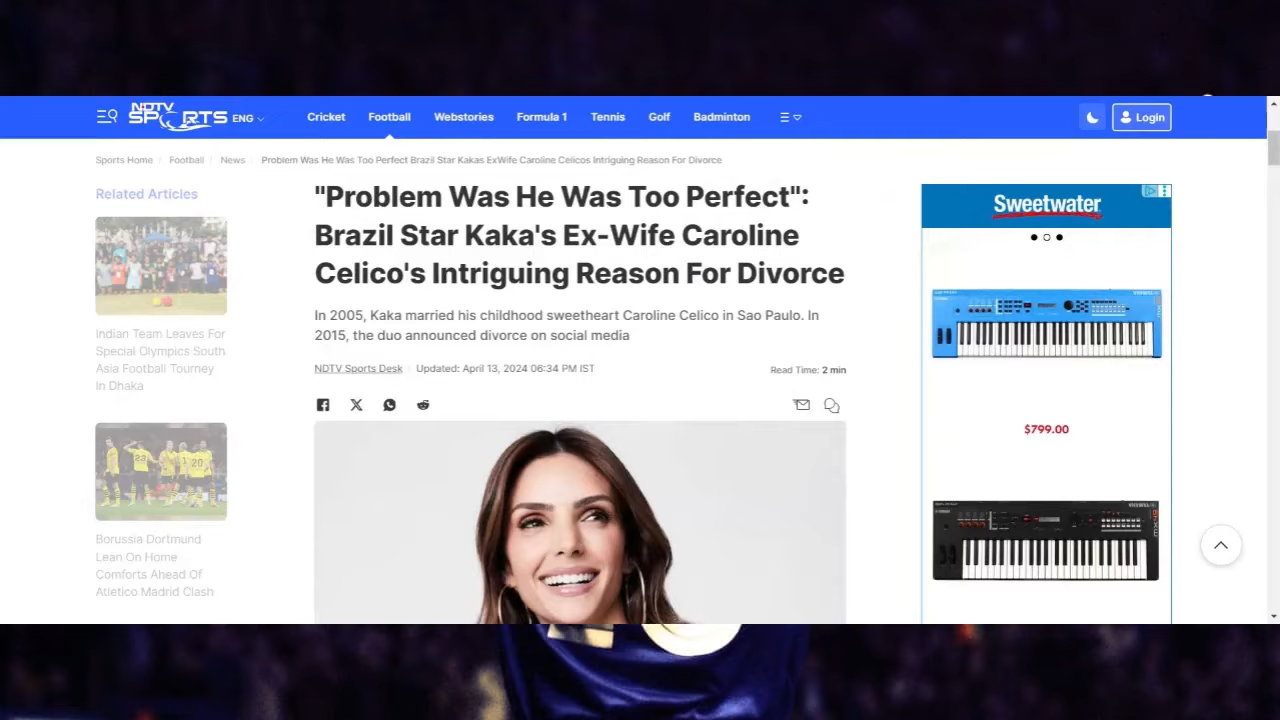 NDTV
SPORTS
ENG
Cricket
Football
Webstories
Formula 1
Tennis
Golf
Badminton
Login
Sports Home
Football
News
Problem Was He Was Too Perfect Brazil Star Kakas ExWife Caroline Celicos Intriguing Reason For Divorce
Related Articles
Indian Team Leaves For
Special Olympics South
Asia Football Tourney
In Dhaka
Borussia Dortmund
Lean On Home
Comforts Ahead Of
Atletico Madrid Clash
"Problem Was He Was Too Perfect":
Brazil Star Kaka's Ex-Wife Caroline
Celico's Intriguing Reason For Divorce
In 2005, Kaka married his childhood sweetheart Caroline Celico in Sao Paulo. In
2015, the duo announced divorce on social media
NDTV Sports Desk
Updated: April 13, 2024 06:34 PM IST
Read Time: 2 min
Sweetwater
$799.00